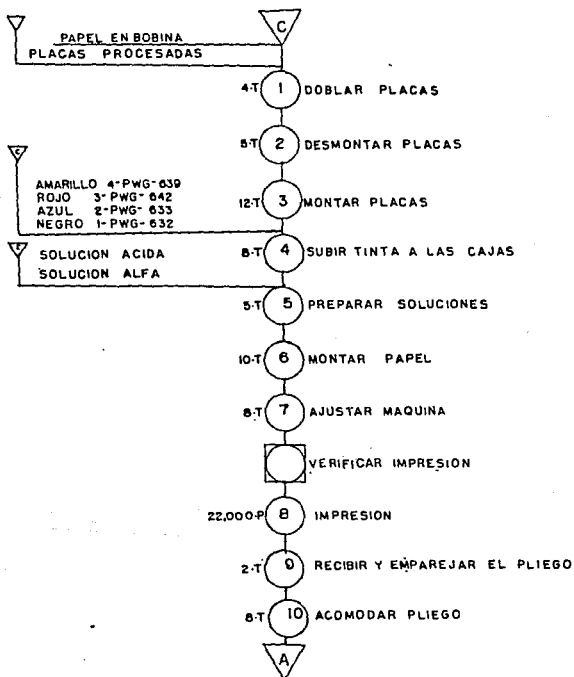 C
PAPEL EN BOBINA
PLACAS PROCESADAS
4-T 1 DOBLAR PLACAS
5-T 2 DESMONTAR PLACAS
C
AMARILLO 4-PWG-639
ROJO 3-PWG-642
AZUL 2-PWG-633
NEGRO 1-PWG-632
12-T 3 MONTAR PLACAS
8-T 4 SUBIR TINTA A LAS CAJAS
SOLUCION ACIDA
SOLUCION ALFA
5-T 5 PREPARAR SOLUCIONES
10-T 6 MONTAR PAPEL
8-T 7 AJUSTAR MAQUINA
VERIFICAR IMPRESION
22,000-P 8 IMPRESION
2-T 9 RECIBIR Y EMPAREJAR EL PLIEGO
8-T 10 ACOMODAR PLIEGO
A